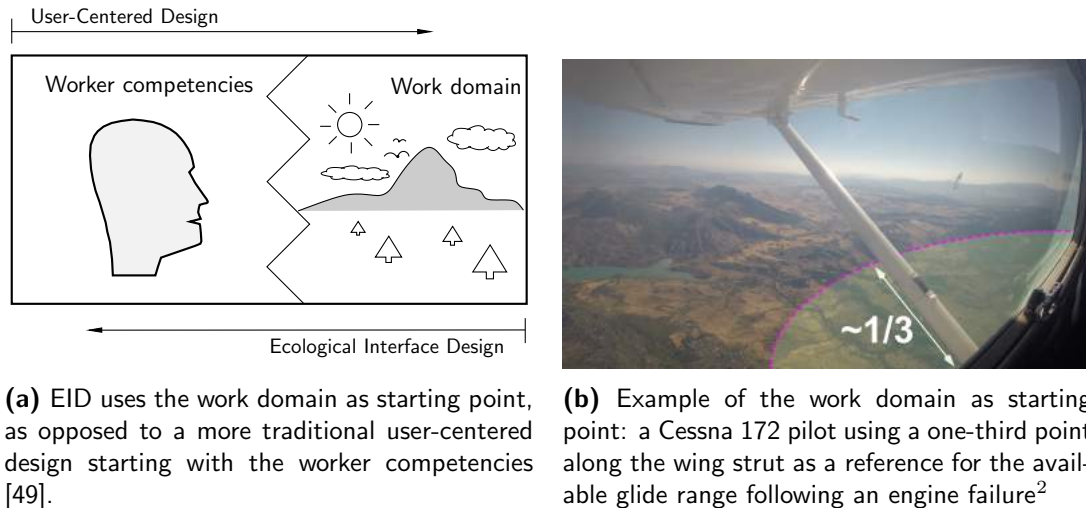 User-Centered Design
Worker competencies
Work domain
Ecological Interface Design
~1/3
(a) EID uses the work domain as starting point,
as opposed to a more traditional user-centered
design starting with the worker competencies
[49].
(b) Example of the work domain as starting
point: a Cessna 172 pilot using a one-third point
along the wing strut as a reference for the avail-
able glide range following an engine failure²